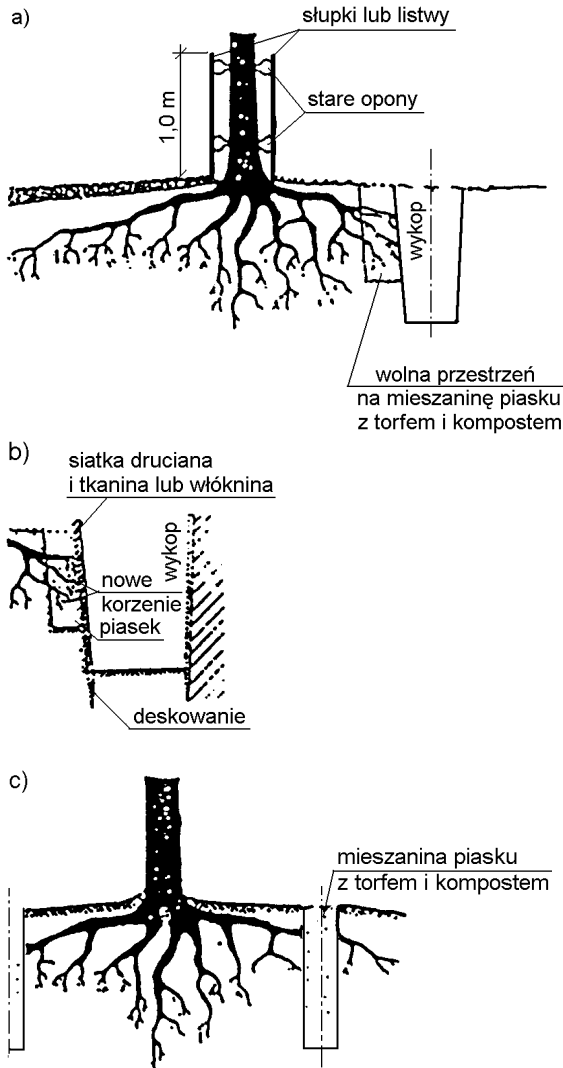 a)
słupki lub listwy
1,0 m
stare opony
wykop
wolna przestrzeń
na mieszaninę piasku
z torfem i kompostem
b)
siatka druciana
i tkanina lub włóknina
wykop
nowe
korzenie
piasek
deskowanie
c)
mieszanina piasku
z torfem i kompostem